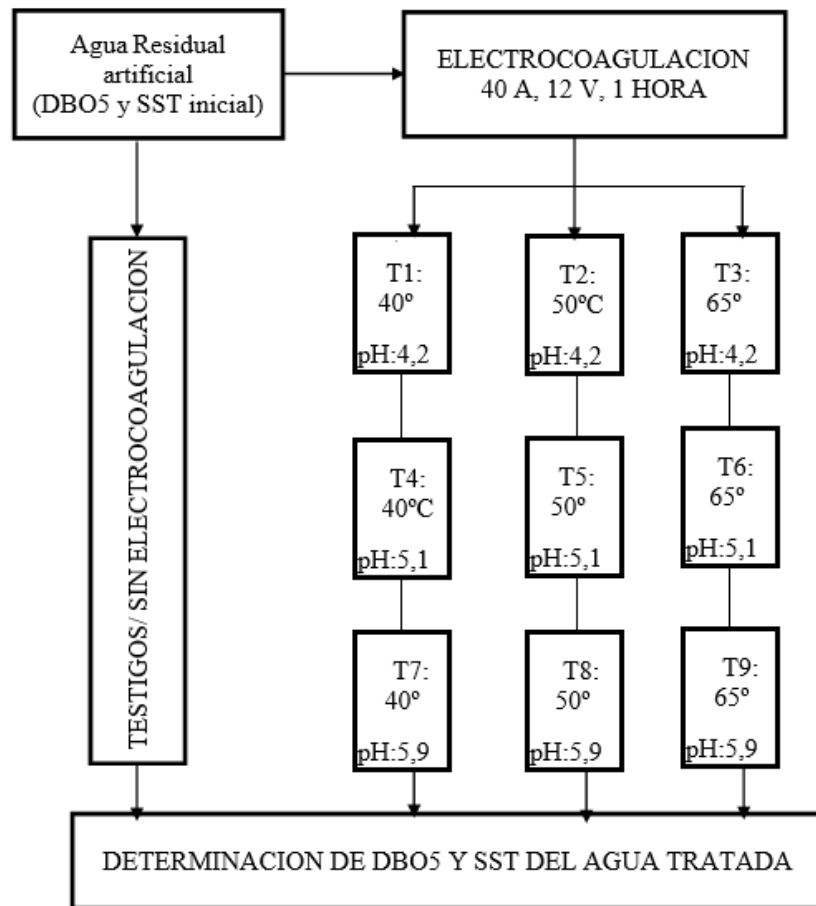 Agua Residual
artificial
(DBO5 y SST inicial)
ELECTROCOAGULACION
40 A, 12 V, 1 HORA
TESTIGOS/ SIN ELECTROCOAGULACION
T1:
40º
pH:4,2
T2:
50ºC
pH:4,2
T3:
65º
pH:4,2
T4:
40ºC
pH:5,1
T5:
50º
pH:5,1
T6:
65º
pH:5,1
T7:
40º
pH:5,9
T8:
50º
pH:5,9
T9:
65º
pH:5,9
DETERMINACION DE DBO5 Y SST DEL AGUA TRATADA